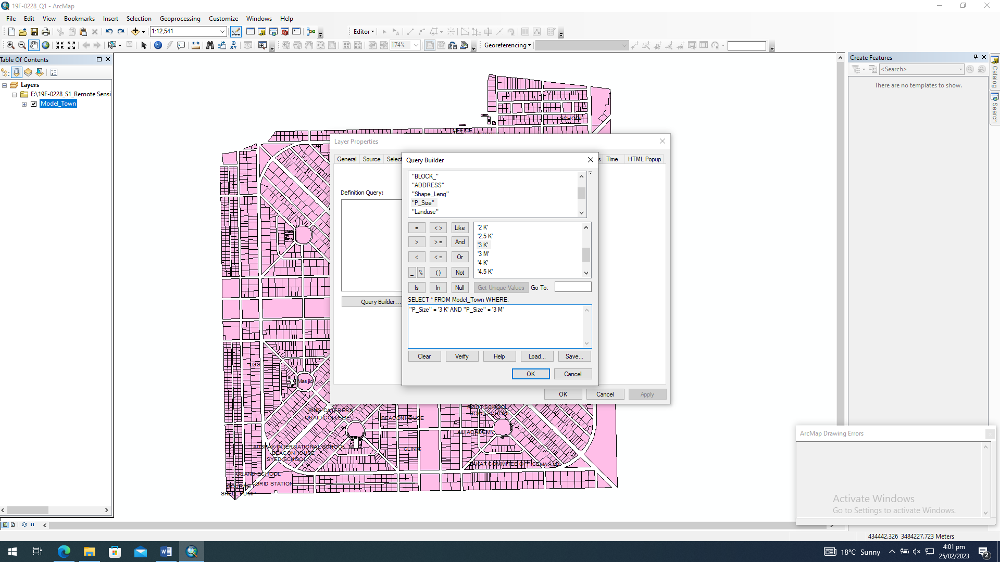 19F-0228_Q1 - ArcMap
File Edit View Bookmarks Insert Selection Geoprocessing Customize Windows Help
1:12,541
Editor
174%
Georeferencing
Table Of Contents
Layers
E:\19F-0228_S1_Remote Sensi
Model_Town
Create Features
<Search>
There are no templates to show.
Catalog
Search
SCHOOL
OFFICE
LGS
Masjid
KING CATERERS
QUAID COLLEGE
BEACONHOUSE
ROOT SCHOOL
ROOT SCHOOL
ALI ACADEMY
CLINIC
AUSPAK INTERNATIONAL SCHOOL
BEACONHOUSE
SYED SCHOOL
ZAKAT COMMITEE OFFICE
MASJID
GRAND SCHOOL
GRID STATION
GOURMET
SHELL PUMP
Layer Properties
General Source Select
s Time HTML Popup
Definition Query:
Query Builder...
OK Cancel Apply
Query Builder
"BLOCK_"
"ADDRESS"
"Shape_Leng"
"P_Size"
"Landuse"
= < > Like
> > = And
< < = Or
_ % ( ) Not
Is In Null
'2 K'
'2.5 K'
'3 K'
'3 M'
'4 K'
'4.5 K'
Get Unique Values Go To:
SELECT * FROM Model_Town WHERE:
"P_Size" = '3 K' AND "P_Size" = '3 M'
Clear Verify Help Load... Save...
OK Cancel
ArcMap Drawing Errors
Activate Windows
Go to Settings to activate Windows.
434442.326 3484227.723 Meters
18°C Sunny
4:01 pm
25/02/2023
2